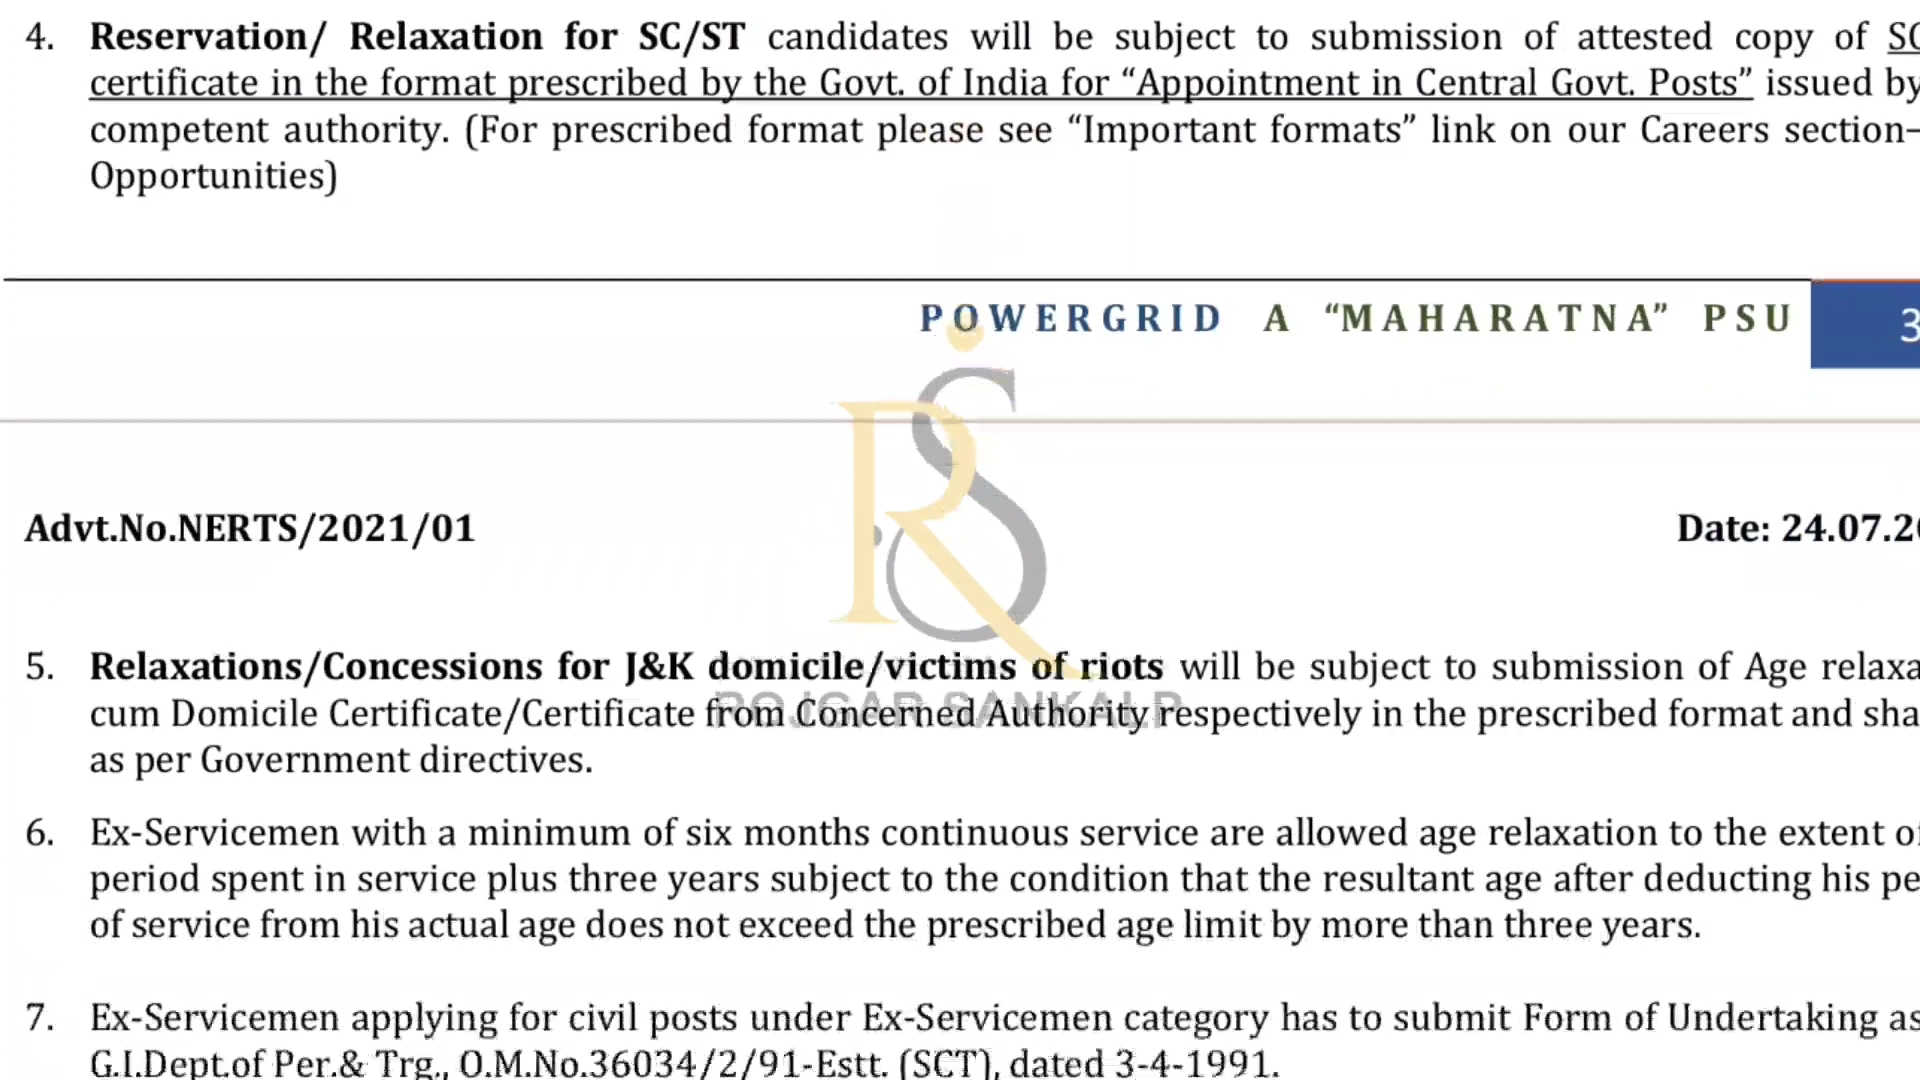 4. Reservation/ Relaxation for SC/ST candidates will be subject to submission of attested copy of
certificate in the format prescribed by the Govt. of India for “Appointment in Central Govt. Posts” issued by
competent authority. (For prescribed format please see “Important formats” link on our Careers section–
Opportunities)
POWERGRID A “MAHARATNA” PSU 3
RS
Advt.No.NERTS/2021/01 Date: 24.07.2
5. Relaxations/Concessions for J&K domicile/victims of riots will be subject to submission of Age relaxa
ROJGAR SANKALP
cum Domicile Certificate/Certificate from Concerned Authority respectively in the prescribed format and sha
as per Government directives.
6. Ex-Servicemen with a minimum of six months continuous service are allowed age relaxation to the extent of
period spent in service plus three years subject to the condition that the resultant age after deducting his pe
of service from his actual age does not exceed the prescribed age limit by more than three years.
7. Ex-Servicemen applying for civil posts under Ex-Servicemen category has to submit Form of Undertaking as
G.I.Dept.of Per.& Trg., O.M.No.36034/2/91-Estt. (SCT), dated 3-4-1991.